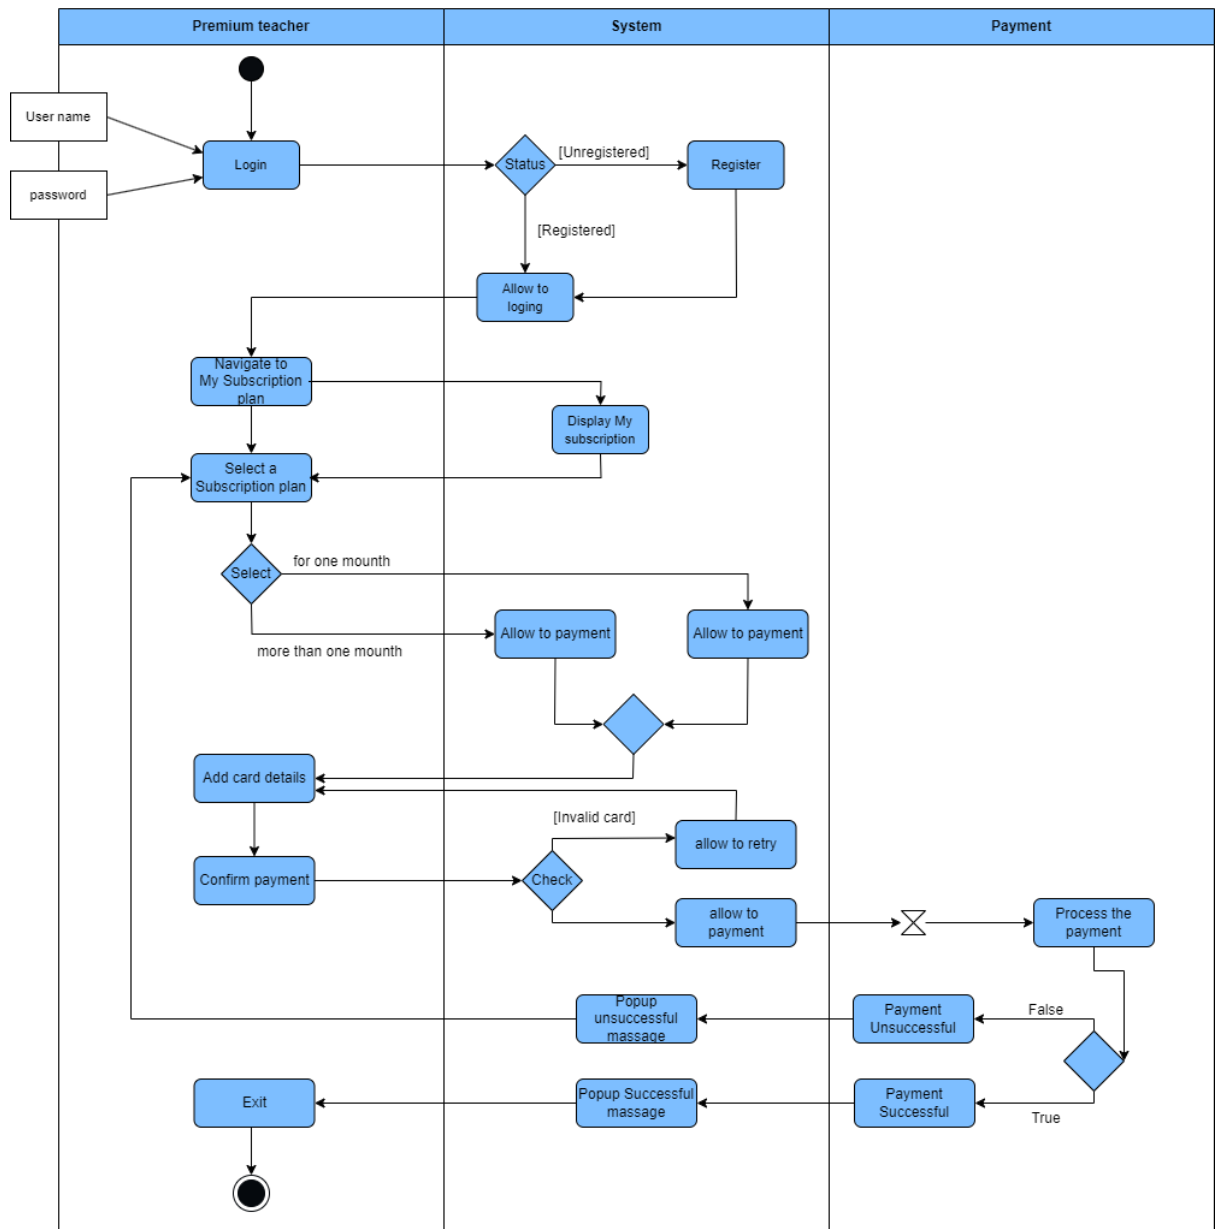 Premium teacher
System
Payment
User name
password
Login
Status
[Unregistered]
Register
[Registered]
Allow to
loging
Navigate to
My Subscription
plan
Display My
subscription
Select a
Subscription plan
Select
for one mounth
more than one mounth
Allow to payment
Allow to payment
Add card details
[Invalid card]
allow to retry
Confirm payment
Check
allow to
payment
Process the
payment
Popup
unsuccessful
massage
Payment
Unsuccessful
False
Exit
Popup Successful
massage
Payment
Successful
True